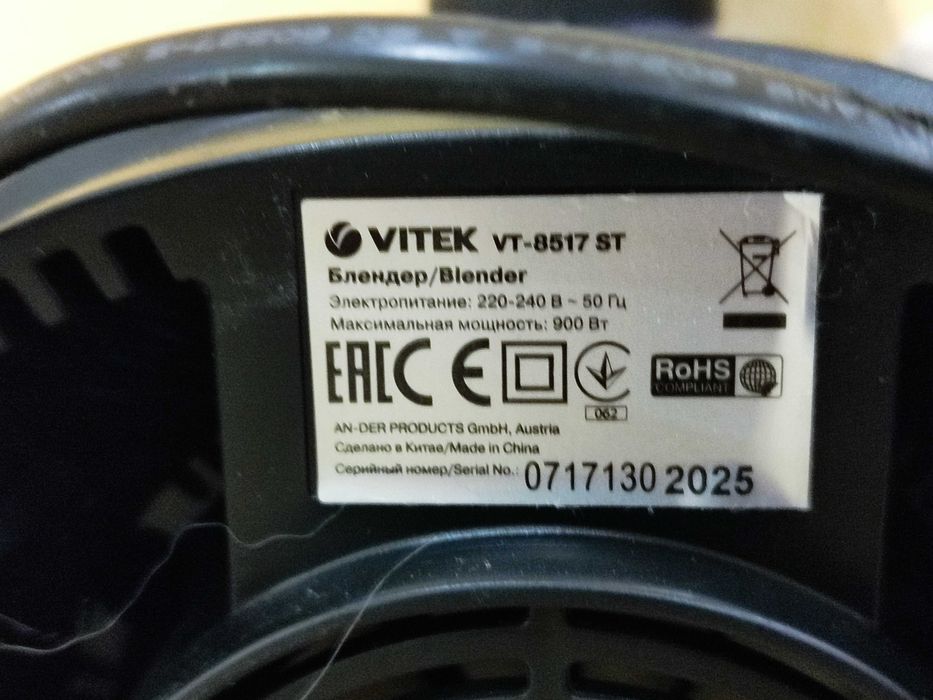 VITEK VT-8517 ST
Блендер/Blender
Электропитание: 220-240 В ~ 50 Гц
Максимальная мощность: 900 Вт
EAC CE
062
RoHS
COMPLIANT
AN-DER PRODUCTS GmbH, Austria
Сделано в Китае/Made in China
Серийный номер/Serial No.: 0717130 2025